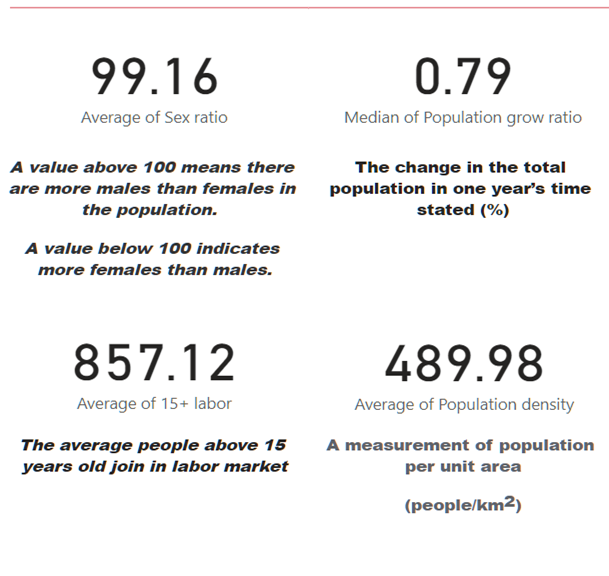 99.16
Average of Sex ratio
A value above 100 means there
are more males than females in
the population.
A value below 100 indicates
more females than males.
0.79
Median of Population grow ratio
The change in the total
population in one year's time
stated (%)
857.12
Average of 15+ labor
The average people above 15
years old join in labor market
489.98
Average of Population density
A measurement of population
per unit area
(people/km2)